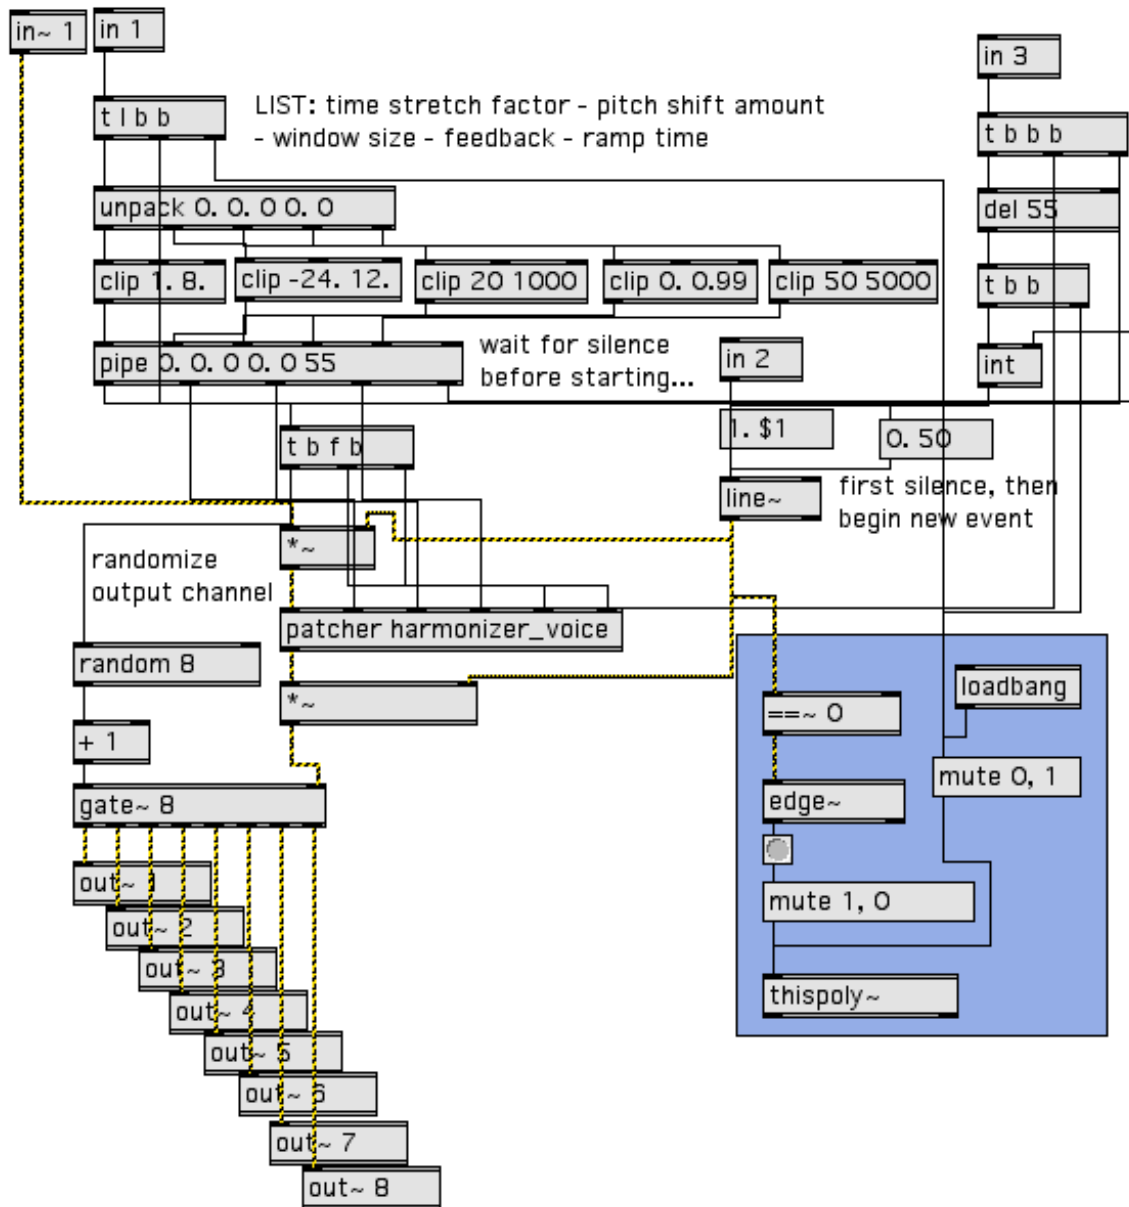 in~ 1
in 1
in 3
t l b b
LIST: time stretch factor - pitch shift amount
- window size - feedback - ramp time
t b b b
unpack 0. 0. 0 0. 0
del 55
clip 1. 8.
clip -24. 12.
clip 20 1000
clip 0. 0.99
clip 50 5000
t b b
pipe 0. 0. 0 0. 0 55
wait for silence
before starting...
in 2
int
1. $1
0. 50
t b f b
line~
first silence, then
begin new event
*~
randomize
output channel
patcher harmonizer_voice
random 8
*~
loadbang
==~ 0
+ 1
mute 0, 1
gate~ 8
edge~
out~ 1
mute 1, 0
out~ 2
out~ 3
thispoly~
out~ 4
out~ 5
out~ 6
out~ 7
out~ 8